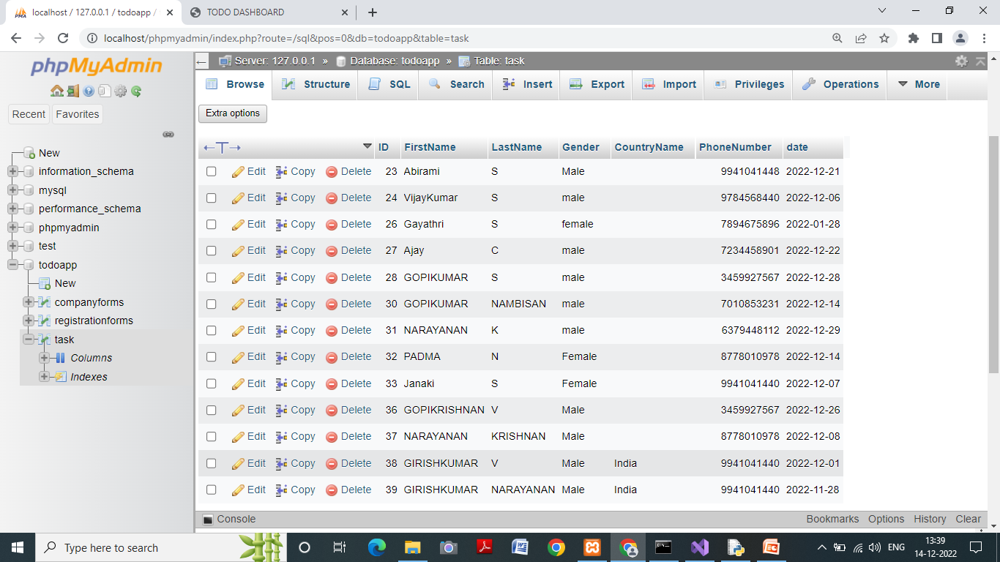 localhost / 127.0.0.1 / todoapp /
TODO DASHBOARD
localhost/phpmyadmin/index.php?route=/sql&pos=0&db=todoapp&table=task
phpMyAdmin
Recent Favorites
New
information_schema
mysql
performance_schema
phpmyadmin
test
todoapp
New
companyforms
registrationforms
task
Columns
Indexes
Server: 127.0.0.1 » Database: todoapp » Table: task
Browse Structure SQL Search Insert Export Import Privileges Operations More
Extra options
ID FirstName LastName Gender CountryName PhoneNumber date
Edit Copy Delete 23 Abirami S Male 9941041448 2022-12-21
Edit Copy Delete 24 VijayKumar S male 9784568440 2022-12-06
Edit Copy Delete 26 Gayathri S female 7894675896 2022-01-28
Edit Copy Delete 27 Ajay C male 7234458901 2022-12-22
Edit Copy Delete 28 GOPIKUMAR S male 3459927567 2022-12-28
Edit Copy Delete 30 GOPIKUMAR NAMBISAN male 7010853231 2022-12-14
Edit Copy Delete 31 NARAYANAN K male 6379448112 2022-12-29
Edit Copy Delete 32 PADMA N Female 8778010978 2022-12-14
Edit Copy Delete 33 Janaki S Female 9941041440 2022-12-07
Edit Copy Delete 36 GOPIKRISHNAN V Male 3459927567 2022-12-26
Edit Copy Delete 37 NARAYANAN KRISHNAN Male 8778010978 2022-12-08
Edit Copy Delete 38 GIRISHKUMAR V Male India 9941041440 2022-12-01
Edit Copy Delete 39 GIRISHKUMAR NARAYANAN Male India 9941041440 2022-11-28
Console Bookmarks Options History Clear
Type here to search
ENG
13:39
14-12-2022